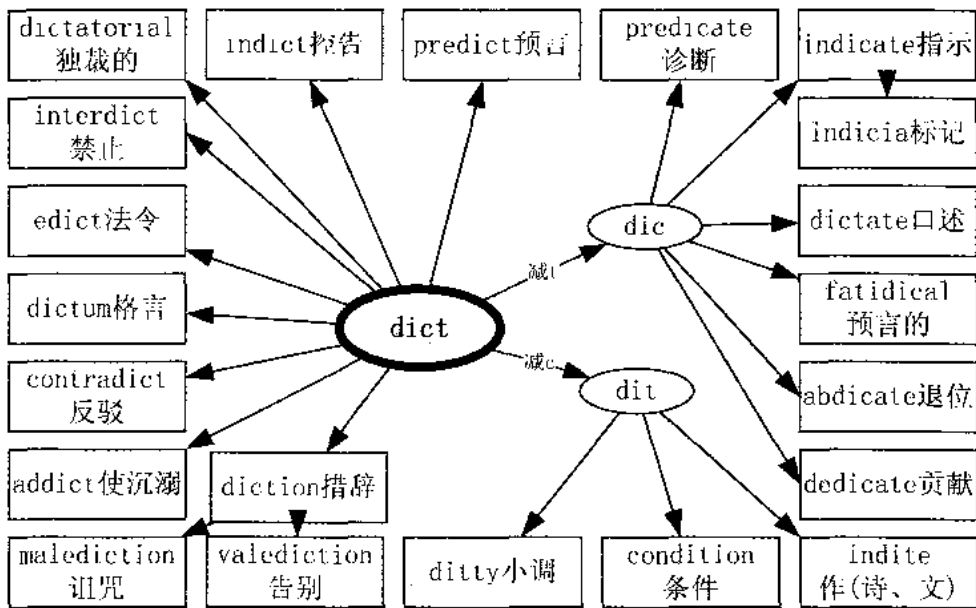 dictatorial
独裁的
indict控告
predict预言
predicate
诊断
indicate指示
interdict
禁止
indicia标记
edict法令
dic
dictate口述
减t
dictum格言
dict
fatidical
预言的
减c
contradict
反驳
dit
abdicate退位
addict使沉溺
diction措辞
dedicate贡献
malediction
诅咒
valediction
告别
ditty小调
condition
条件
indite
作(诗、文)